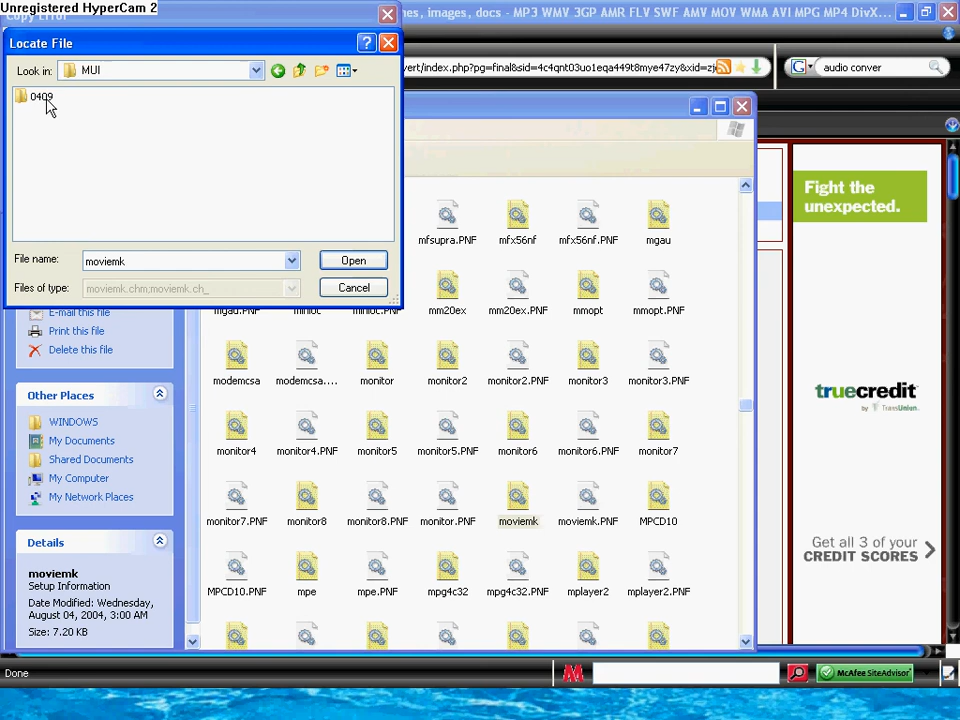 Unregistered HyperCam 2
Copy Error
es, images, docs - MP3 WMV 3GP AMR FLV SWF AMV MOV WMA AVI MPG MP4 DivX...
Locate File
Look in:
MUI
vert/index.php?pg=final&sid=4c4qnt03uo1eqa449t8mye47zy&xid=zj
audio conver
0409
File name:
moviemk
Open
Files of type:
moviemk.chm;moviemk.ch_
Cancel
Fight the
unexpected.
truecredit
by TransUnion.
Get all 3 of your
CREDIT SCORES
E-mail this file
Print this file
Delete this file
Other Places
WINDOWS
My Documents
Shared Documents
My Computer
My Network Places
Details
moviemk
Setup Information
Date Modified: Wednesday,
August 04, 2004, 3:00 AM
Size: 7.20 KB
mfsupra.PNF mfx56nf mfx56nf.PNF mgau
mgau.PNF minioc minioc.PNF mm20ex mm20ex.PNF mmopt mmopt.PNF
modemcsa modemcsa.... monitor monitor2 monitor2.PNF monitor3 monitor3.PNF
monitor4 monitor4.PNF monitor5 monitor5.PNF monitor6 monitor6.PNF monitor7
monitor7.PNF monitor8 monitor8.PNF monitor.PNF moviemk moviemk.PNF MPCD10
MPCD10.PNF mpe mpe.PNF mpg4c32 mpg4c32.PNF mplayer2 mplayer2.PNF
Done
McAfee SiteAdvisor